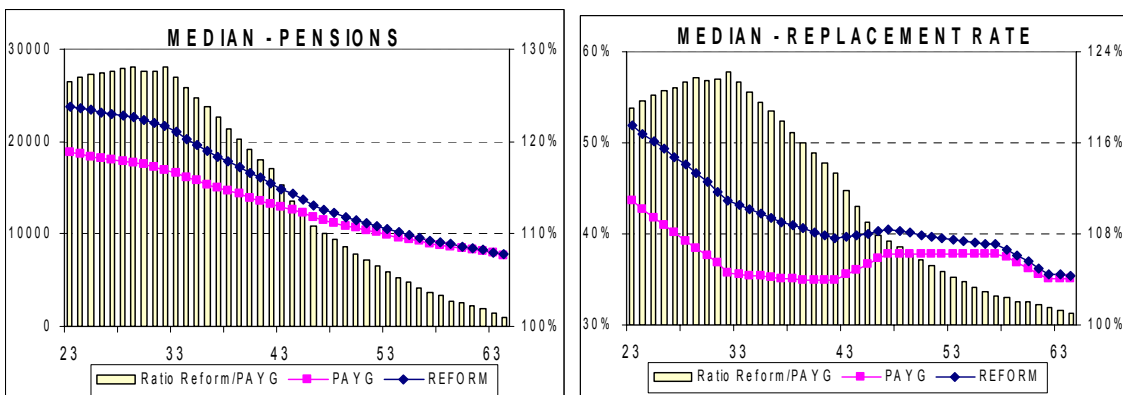 MEDIAN - PENSIONS
30000
20000
10000
0
130%
120%
110%
100%
23 33 43 53 63
Ratio Reform/PAYG PAYG REFORM
MEDIAN - REPLACEMENT RATE
60%
50%
40%
30%
124%
116%
108%
100%
23 33 43 53 63
Ratio Reform/PAYG PAYG REFORM